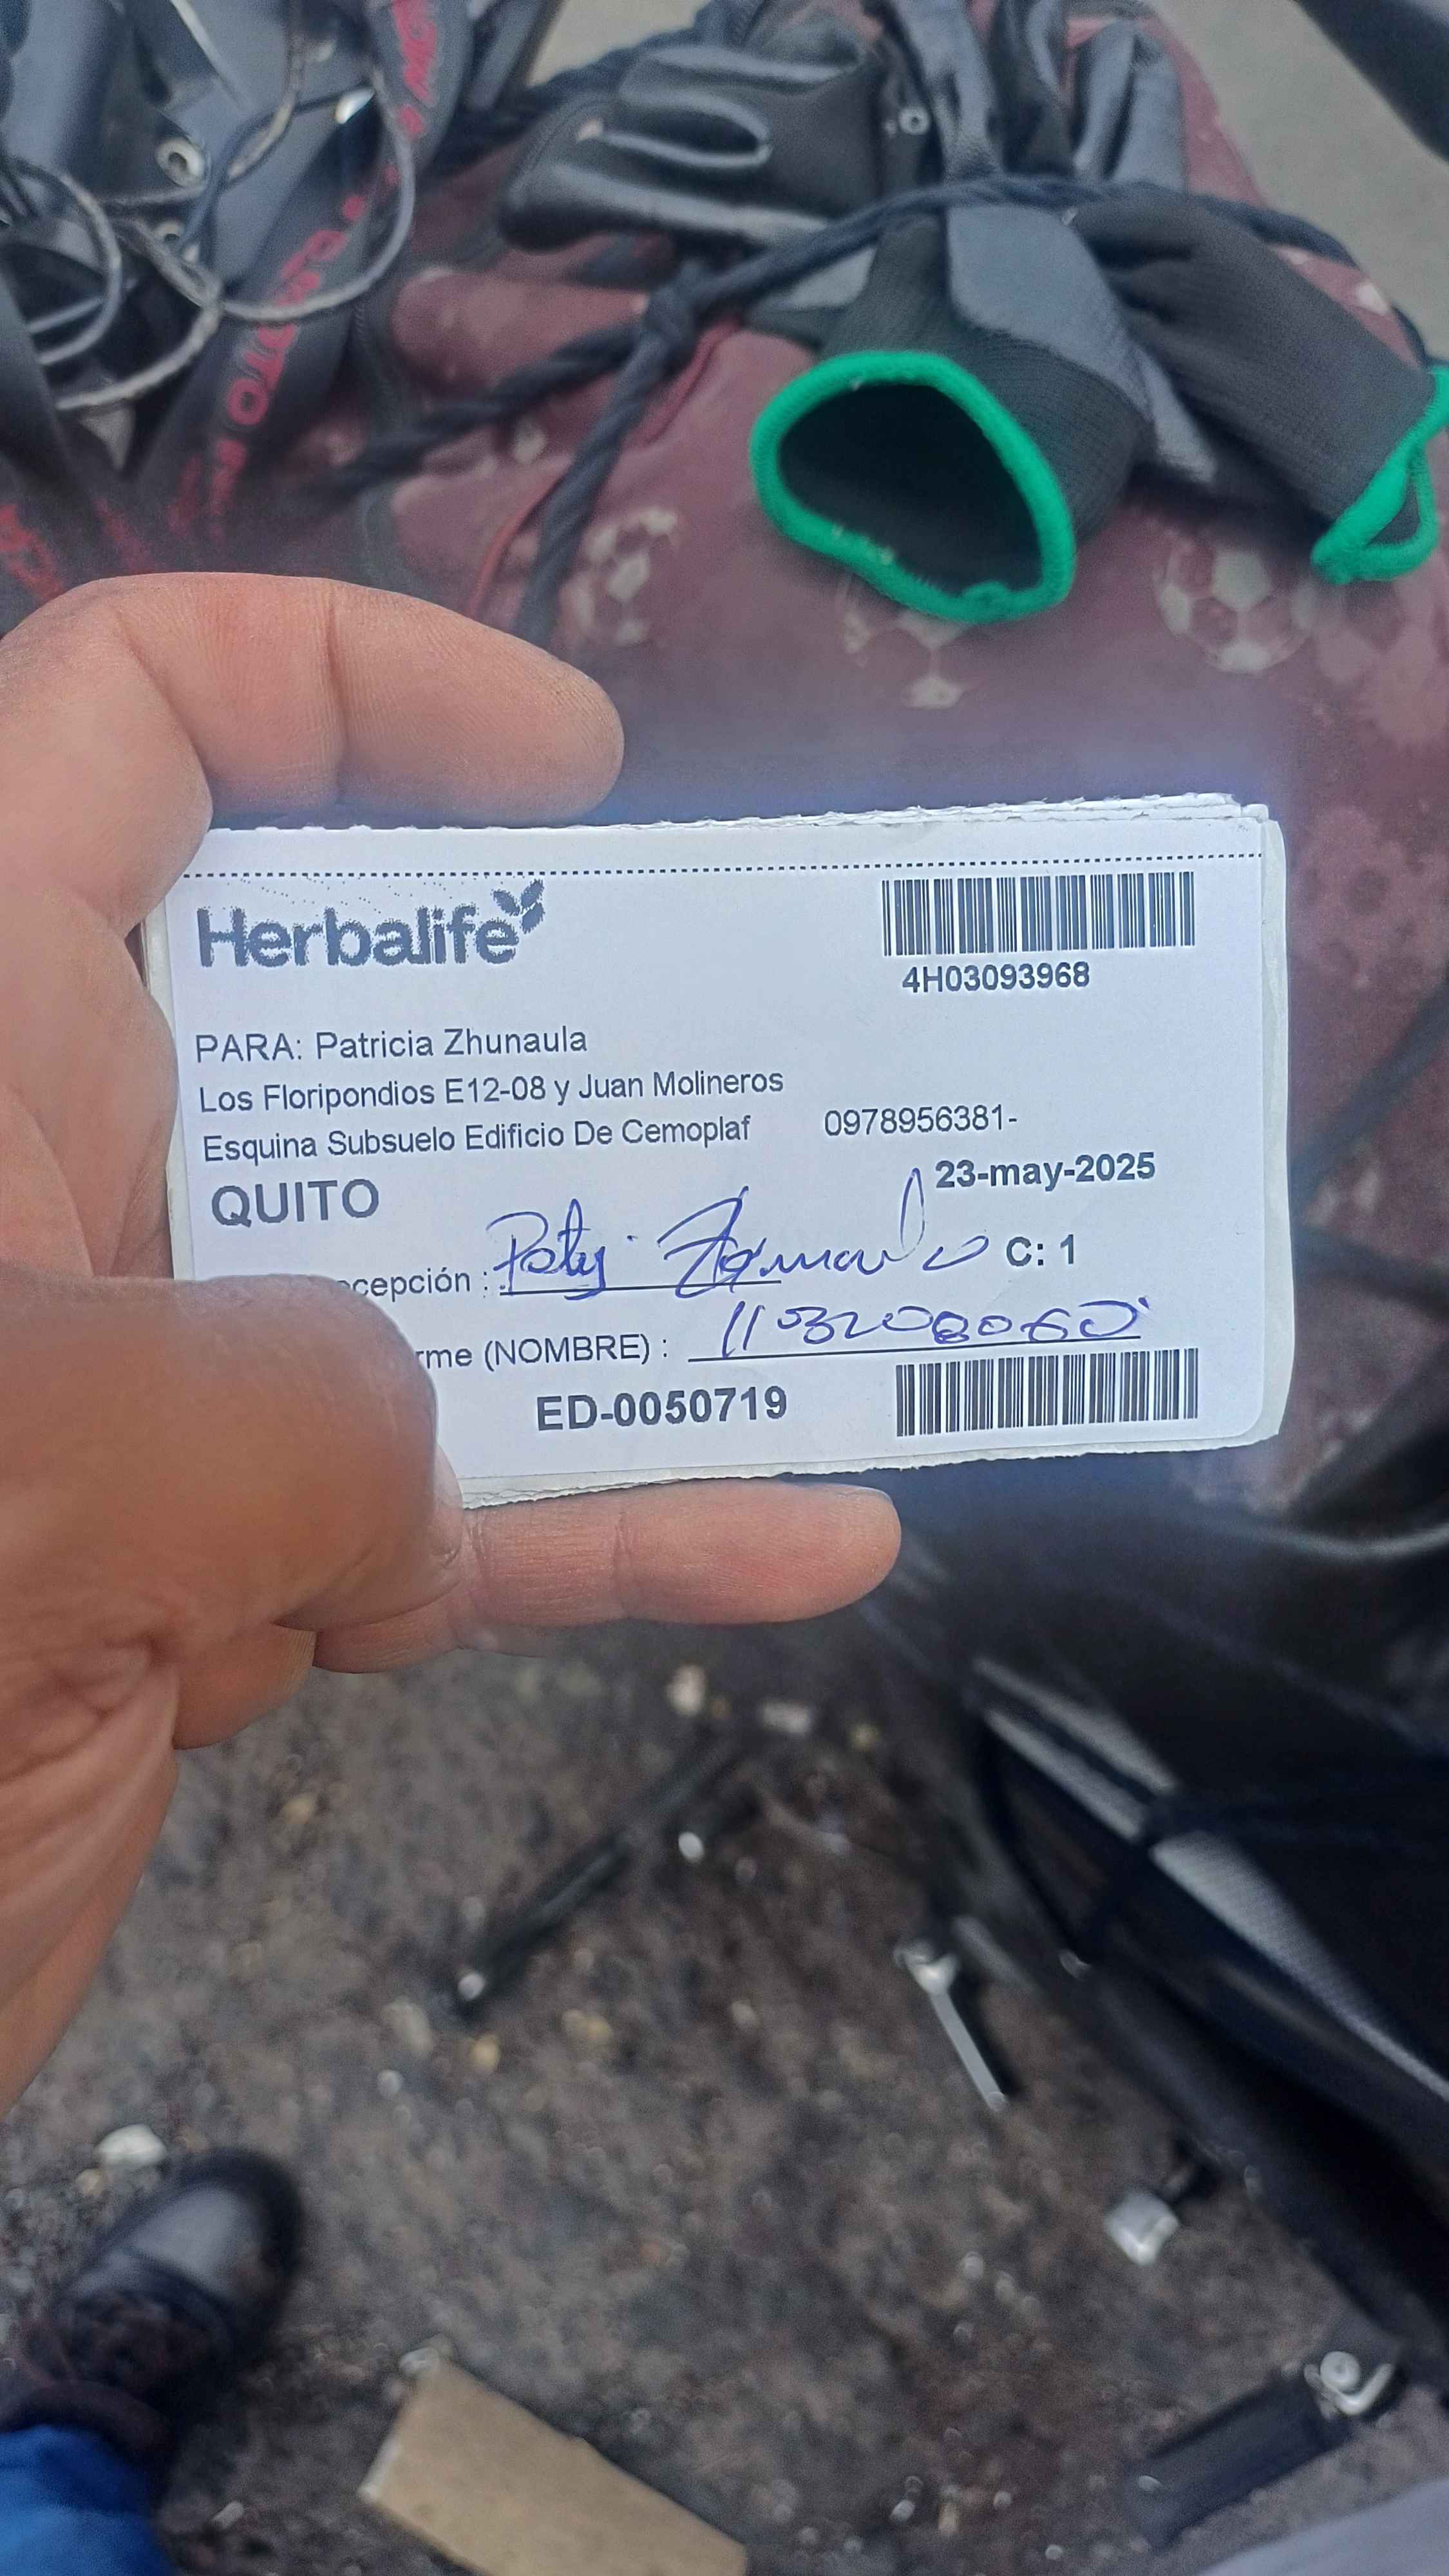 Herbalife
4H03093968
PARA: Patricia Zhunaula
Los Floripondios E12-08 y Juan Molineros
Esquina Subsuelo Edificio De Cemoplaf 0978956381-
QUITO
23-may-2025
cepción : Paty C: 1
rme (NOMBRE) :
ED-0050719